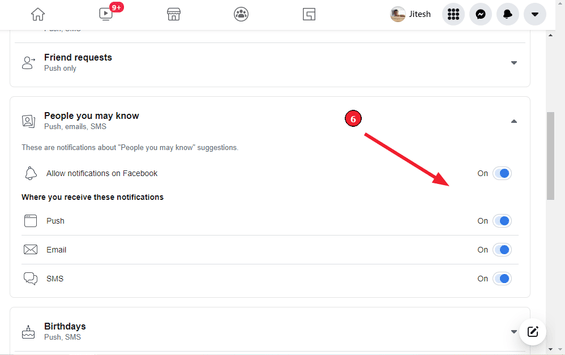 9+
Jitesh
Friend requests
Push only
People you may know
Push, emails, SMS
6
These are notifications about "People you may know" suggestions.
Allow notifications on Facebook
On
Where you receive these notifications
Push
On
Email
On
SMS
On
Birthdays
Push, SMS